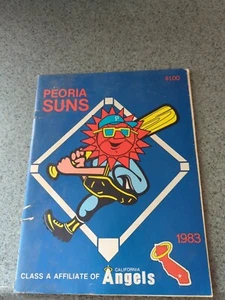 $1.00
PEORIA
SUNS
P
1983
CLASS A AFFILIATE OF CALIFORNIA Angels